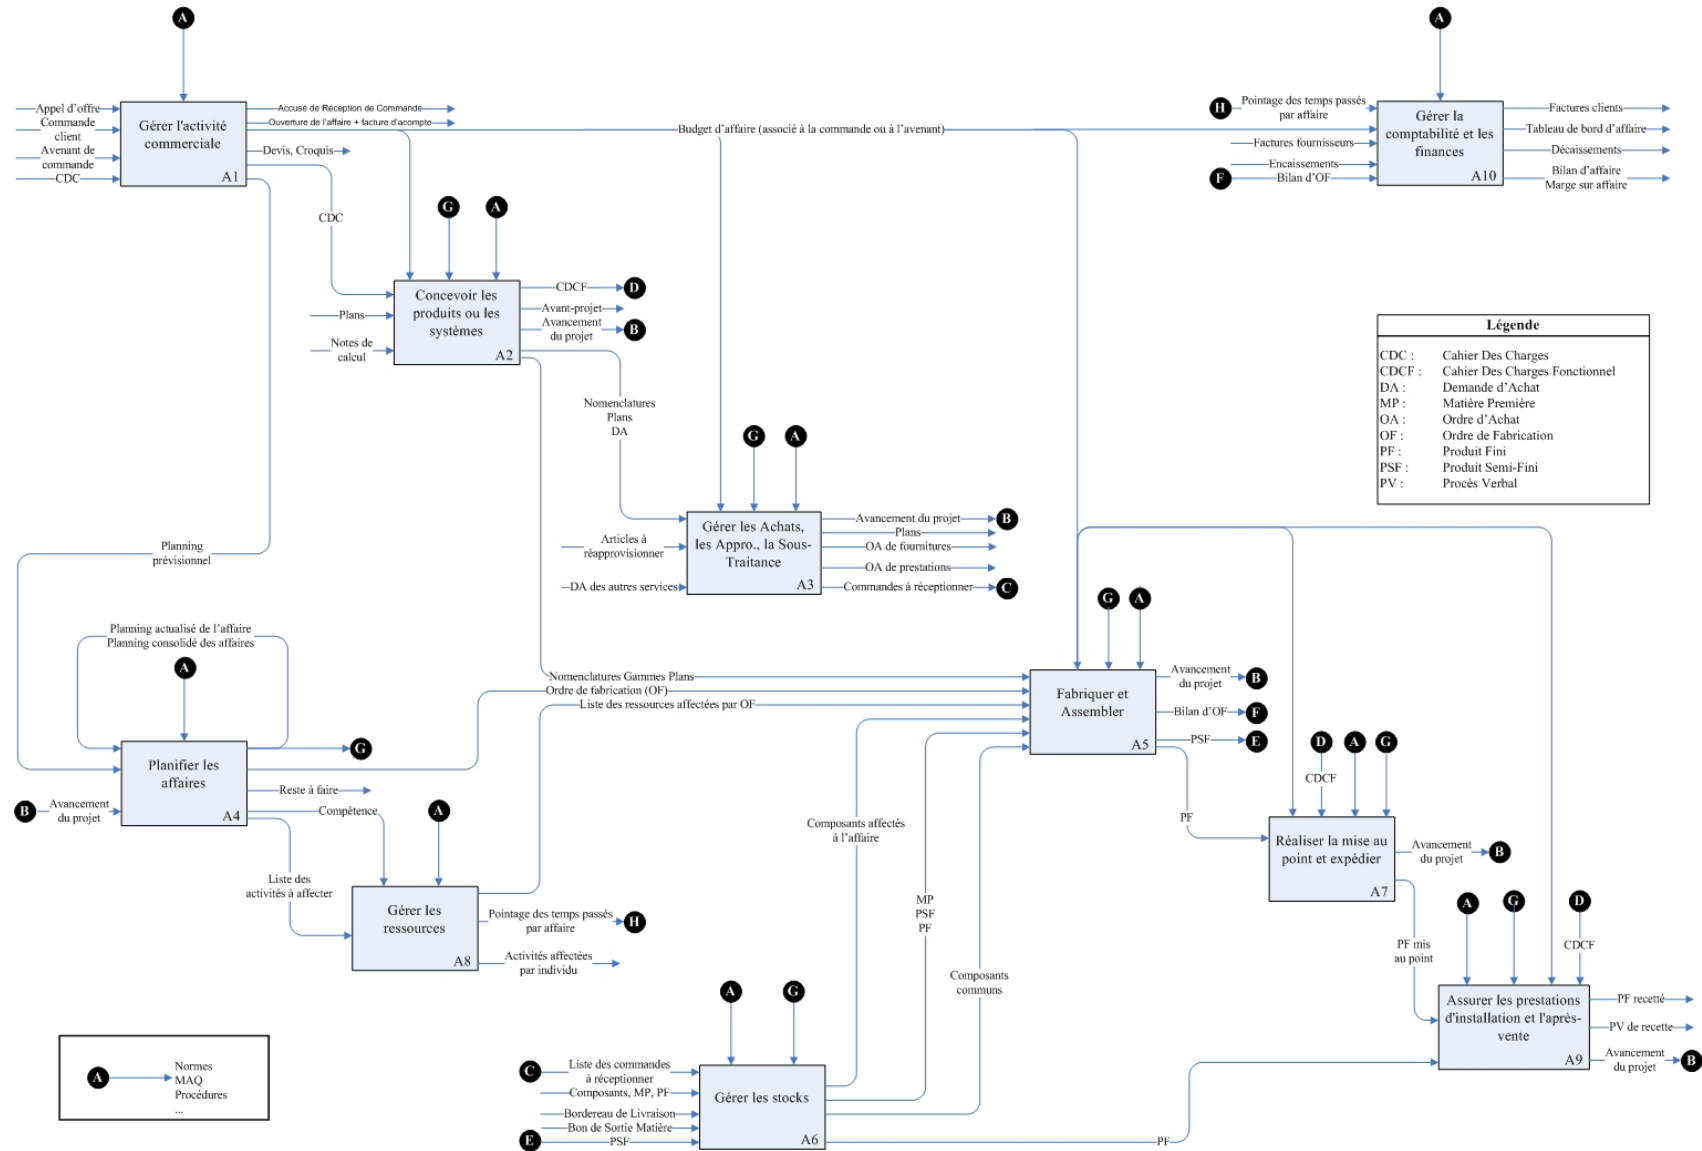 A
A
Appel d'offre
Commande
client
Avenant de
commande
CDC
Gérer l'activité
commerciale
A1
Accusé de Réception de Commande
Ouverture de l'affaire + facture d'acompte
Devis, Croquis
Budget d'affaire (associé à la commande ou à l'avenant)
H
Pointage des temps passés
par affaire
Factures fournisseurs
Encaissements
F
Bilan d'OF
Gérer la
comptabilité et les
finances
A10
Factures clients
Tableau de bord d'affaire
Décaissements
Bilan d'affaire
Marge sur affaire
CDC
G
A
Plans
Notes de
calcul
Concevoir les
produits ou les
systèmes
A2
CDCF
D
Avant-projet
Avancement
du projet
B
Légende
CDC : Cahier Des Charges
CDCF : Cahier Des Charges Fonctionnel
DA : Demande d'Achat
MP : Matière Première
OA : Ordre d'Achat
OF : Ordre de Fabrication
PF : Produit Fini
PSF : Produit Semi-Fini
PV : Procès Verbal
Nomenclatures
Plans
DA
G
A
Articles à
réapprovisionner
DA des autres services
Gérer les Achats,
les Appro., la Sous-
Traitance
A3
Avancement du projet
B
Plans
OA de fournitures
OA de prestations
Commandes à réceptionner
C
Planning
prévisionnel
Planning actualisé de l'affaire
Planning consolidé des affaires
A
B
Avancement
du projet
Planifier les
affaires
A4
G
Reste à faire
Compétence
Liste des
activités à affecter
A
Gérer les
ressources
A8
Pointage des temps passés
par affaire
H
Activités affectées
par individu
Nomenclatures Gammes Plans
Ordre de fabrication (OF)
Liste des ressources affectées par OF
G
A
Fabriquer et
Assembler
A5
Avancement
du projet
B
Bilan d'OF
F
PSF
E
PF
Composants affectés
à l'affaire
MP
PSF
PF
Composants
communs
D
A
G
CDCF
Réaliser la mise au
point et expédier
A7
Avancement
du projet
B
PF mis
au point
A
G
D
CDCF
Assurer les prestations
d'installation et l'après-
vente
A9
PF recetté
PV de recette
Avancement
du projet
B
A
G
C
Liste des commandes
à réceptionner
Composants, MP, PF
Bordereau de Livraison
Bon de Sortie Matière
E
PSF
Gérer les stocks
A6
PF
A
Normes
MAQ
Procédures
...